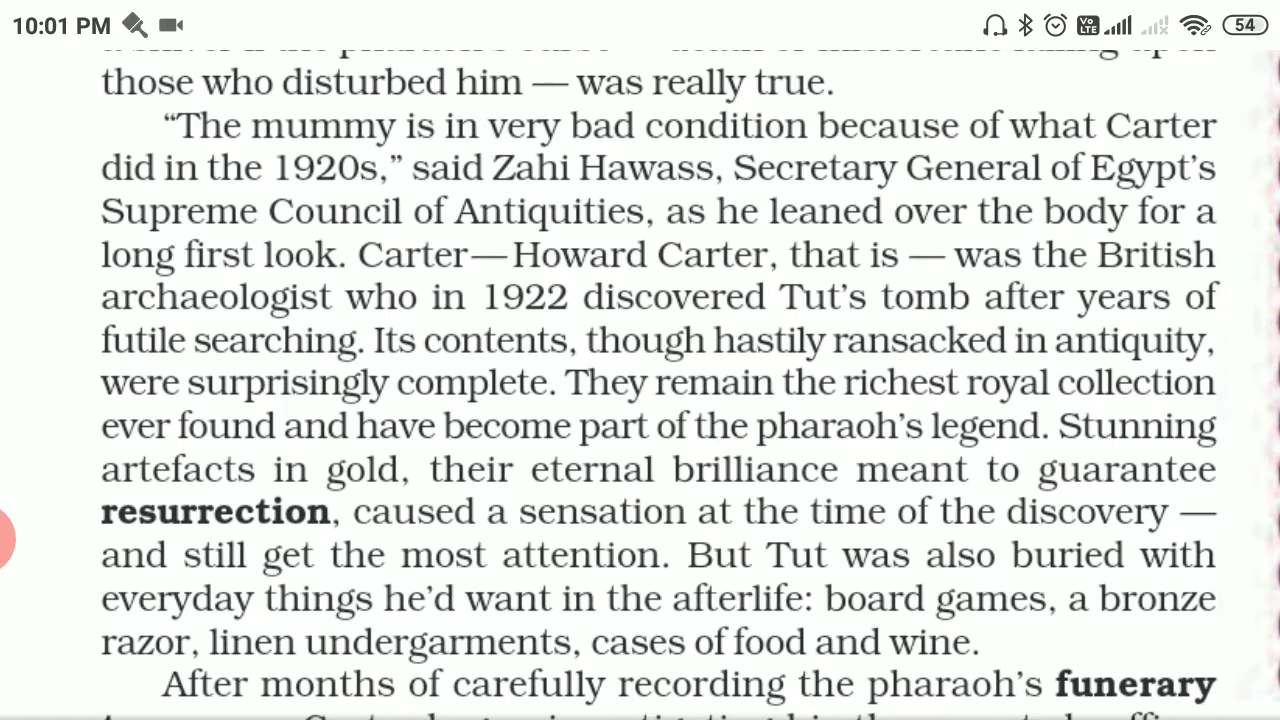 10:01 PM
Vo
LTE
54
those who disturbed him — was really true.
“The mummy is in very bad condition because of what Carter
did in the 1920s,” said Zahi Hawass, Secretary General of Egypt’s
Supreme Council of Antiquities, as he leaned over the body for a
long first look. Carter—Howard Carter, that is — was the British
archaeologist who in 1922 discovered Tut’s tomb after years of
futile searching. Its contents, though hastily ransacked in antiquity,
were surprisingly complete. They remain the richest royal collection
ever found and have become part of the pharaoh’s legend. Stunning
artefacts in gold, their eternal brilliance meant to guarantee
resurrection, caused a sensation at the time of the discovery —
and still get the most attention. But Tut was also buried with
everyday things he’d want in the afterlife: board games, a bronze
razor, linen undergarments, cases of food and wine.
After months of carefully recording the pharaoh’s funerary